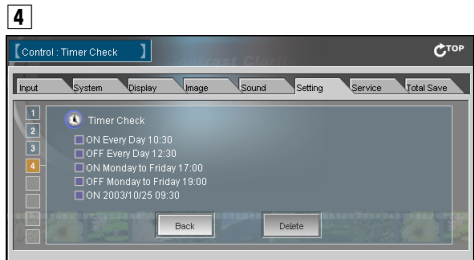 4
Control : Timer Check
TOP
Input System Display Image Sound Setting Service Total Save
1
2
3
4
Timer Check
ON Every Day 10:30
OFF Every Day 12:30
ON Monday to Friday 17:00
OFF Monday to Friday 19:00
ON 2003/10/25 09:30
Back Delete